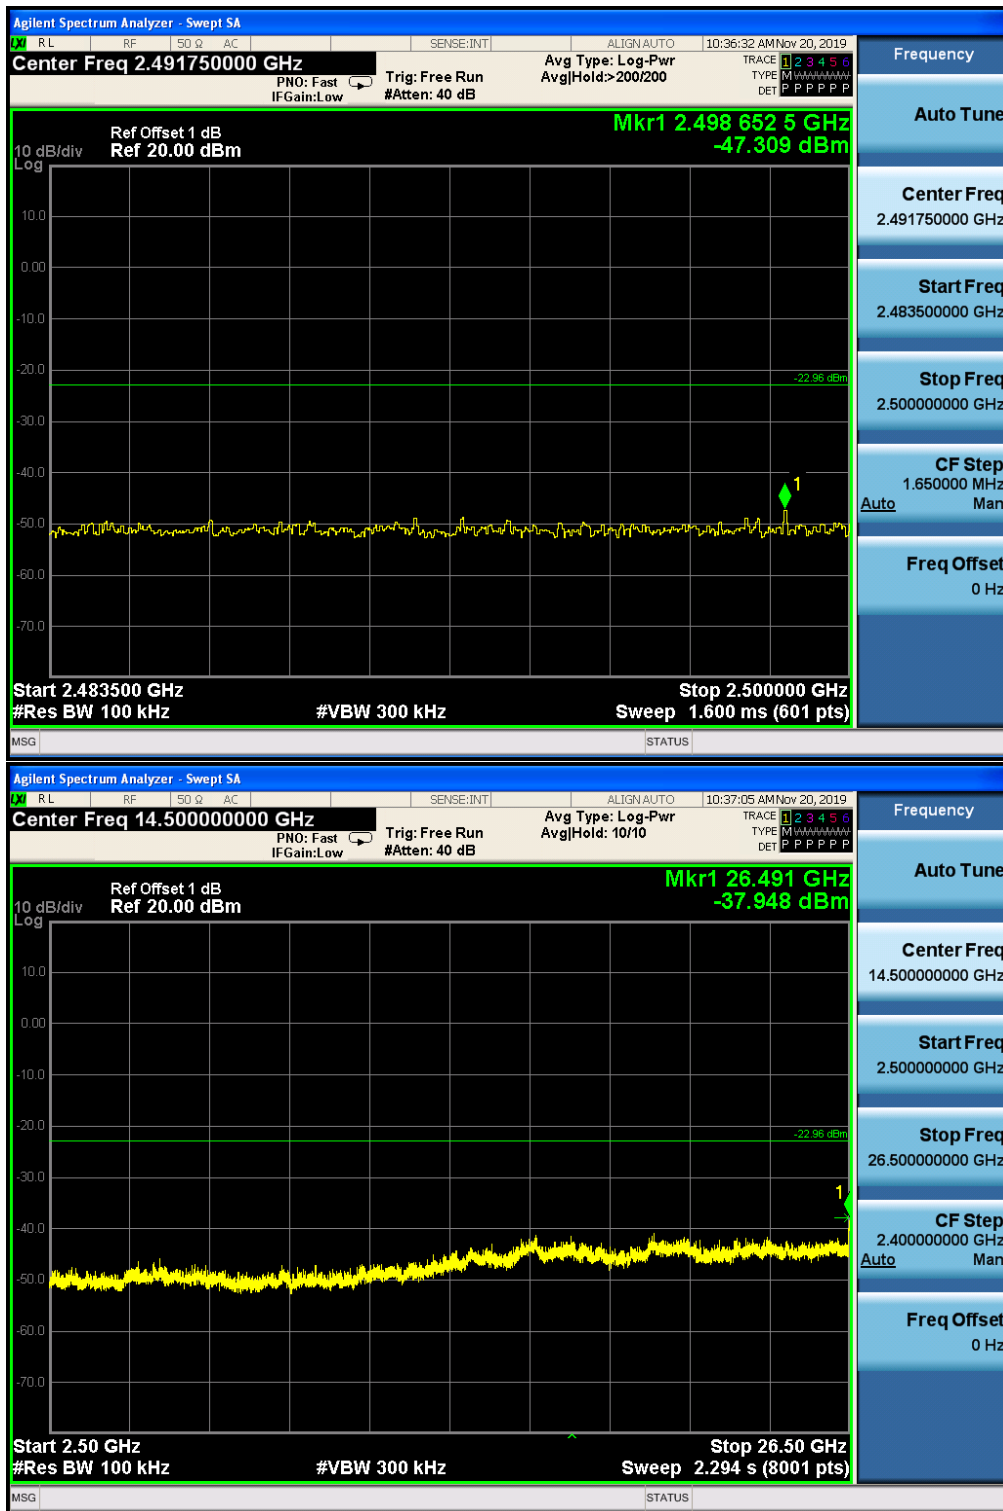 Agilent Spectrum Analyzer - Swept SA
LXI RL RF 50 Ω AC SENSE:INT ALIGN AUTO 10:36:32 AM Nov 20, 2019
Center Freq 2.491750000 GHz
PNO: Fast
IFGain:Low
Trig: Free Run
#Atten: 40 dB
Avg Type: Log-Pwr
Avg|Hold:>200/200
TRACE 1 2 3 4 5 6
TYPE M WWWWW
DET P P P P P P
Mkr1 2.498 652 5 GHz
-47.309 dBm
Ref Offset 1 dB
10 dB/div Ref 20.00 dBm
Log
10.0
0.00
-10.0
-20.0
-22.96 dBm
-30.0
-40.0
1
-50.0
-60.0
-70.0
Start 2.483500 GHz Stop 2.500000 GHz
#Res BW 100 kHz #VBW 300 kHz Sweep 1.600 ms (601 pts)
MSG STATUS
Frequency
Auto Tune
Center Freq
2.491750000 GHz
Start Freq
2.483500000 GHz
Stop Freq
2.500000000 GHz
CF Step
1.650000 MHz
Auto Man
Freq Offset
0 Hz
Agilent Spectrum Analyzer - Swept SA
LXI RL RF 50 Ω AC SENSE:INT ALIGN AUTO 10:37:05 AM Nov 20, 2019
Center Freq 14.500000000 GHz
PNO: Fast
IFGain:Low
Trig: Free Run
#Atten: 40 dB
Avg Type: Log-Pwr
Avg|Hold: 10/10
TRACE 1 2 3 4 5 6
TYPE M WWWWW
DET P P P P P P
Mkr1 26.491 GHz
-37.948 dBm
Ref Offset 1 dB
10 dB/div Ref 20.00 dBm
Log
10.0
0.00
-10.0
-20.0
-22.96 dBm
-30.0
1
-40.0
-50.0
-60.0
-70.0
Start 2.50 GHz Stop 26.50 GHz
#Res BW 100 kHz #VBW 300 kHz Sweep 2.294 s (8001 pts)
MSG STATUS
Frequency
Auto Tune
Center Freq
14.500000000 GHz
Start Freq
2.500000000 GHz
Stop Freq
26.500000000 GHz
CF Step
2.400000000 GHz
Auto Man
Freq Offset
0 Hz